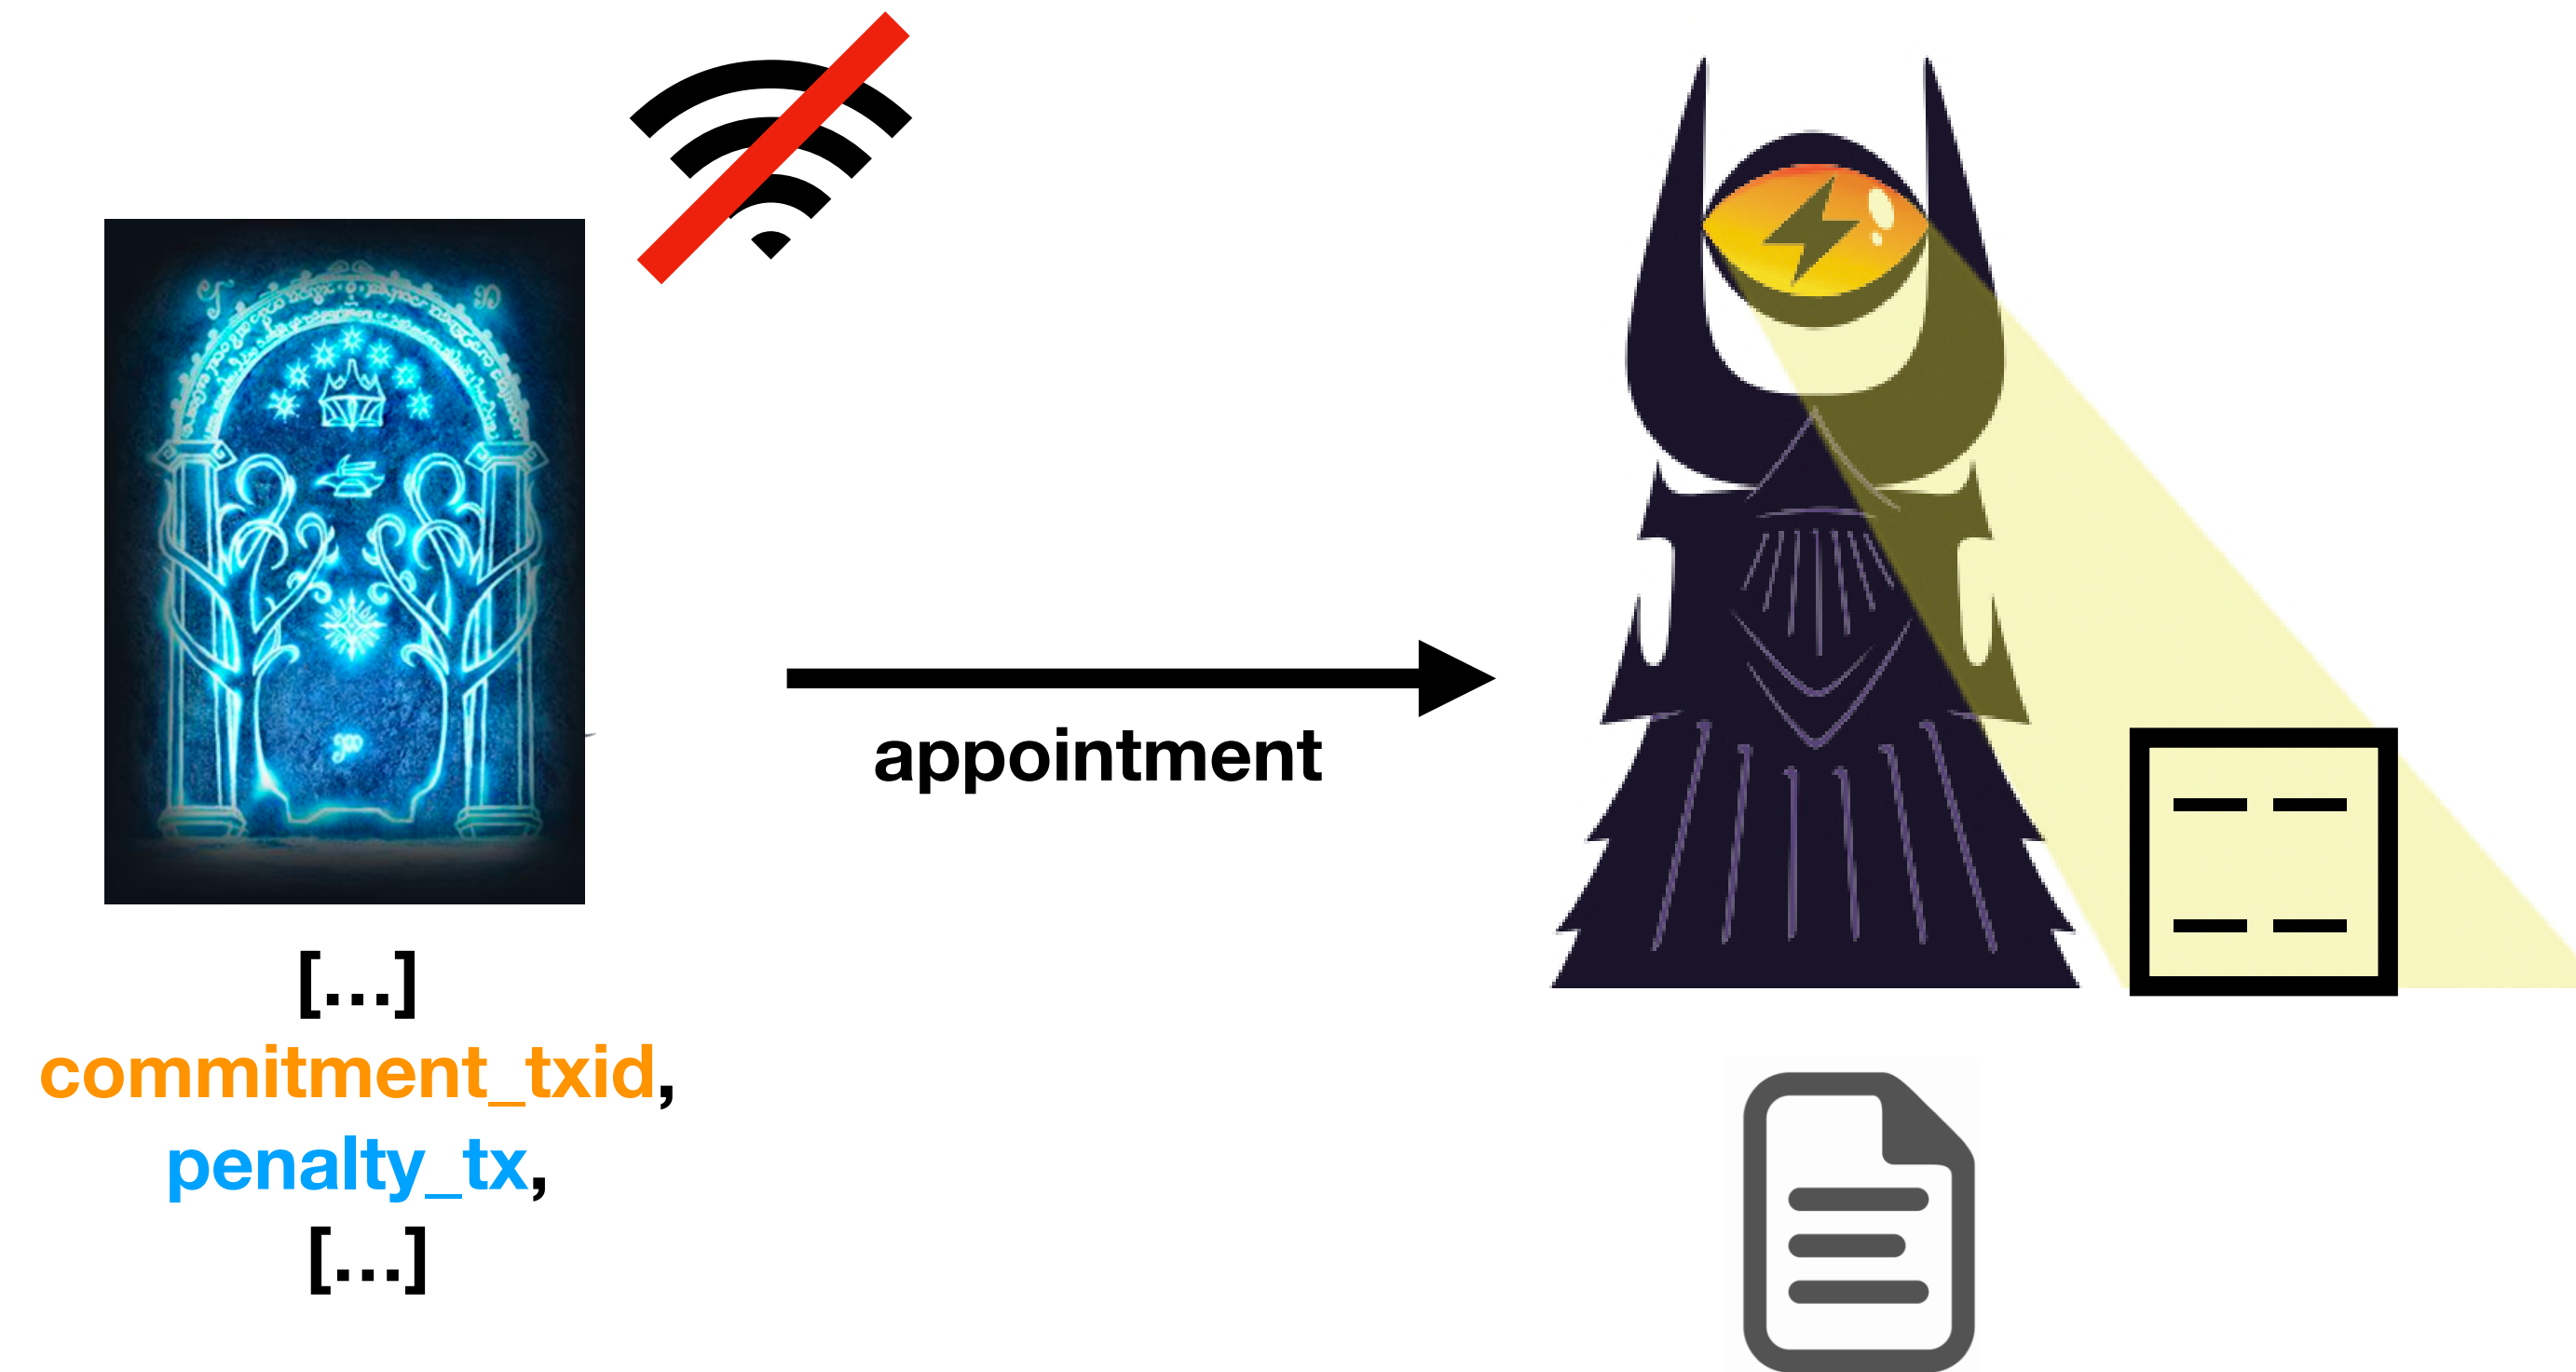 appointment
[…]
commitment_txid,
penalty_tx,
[…]